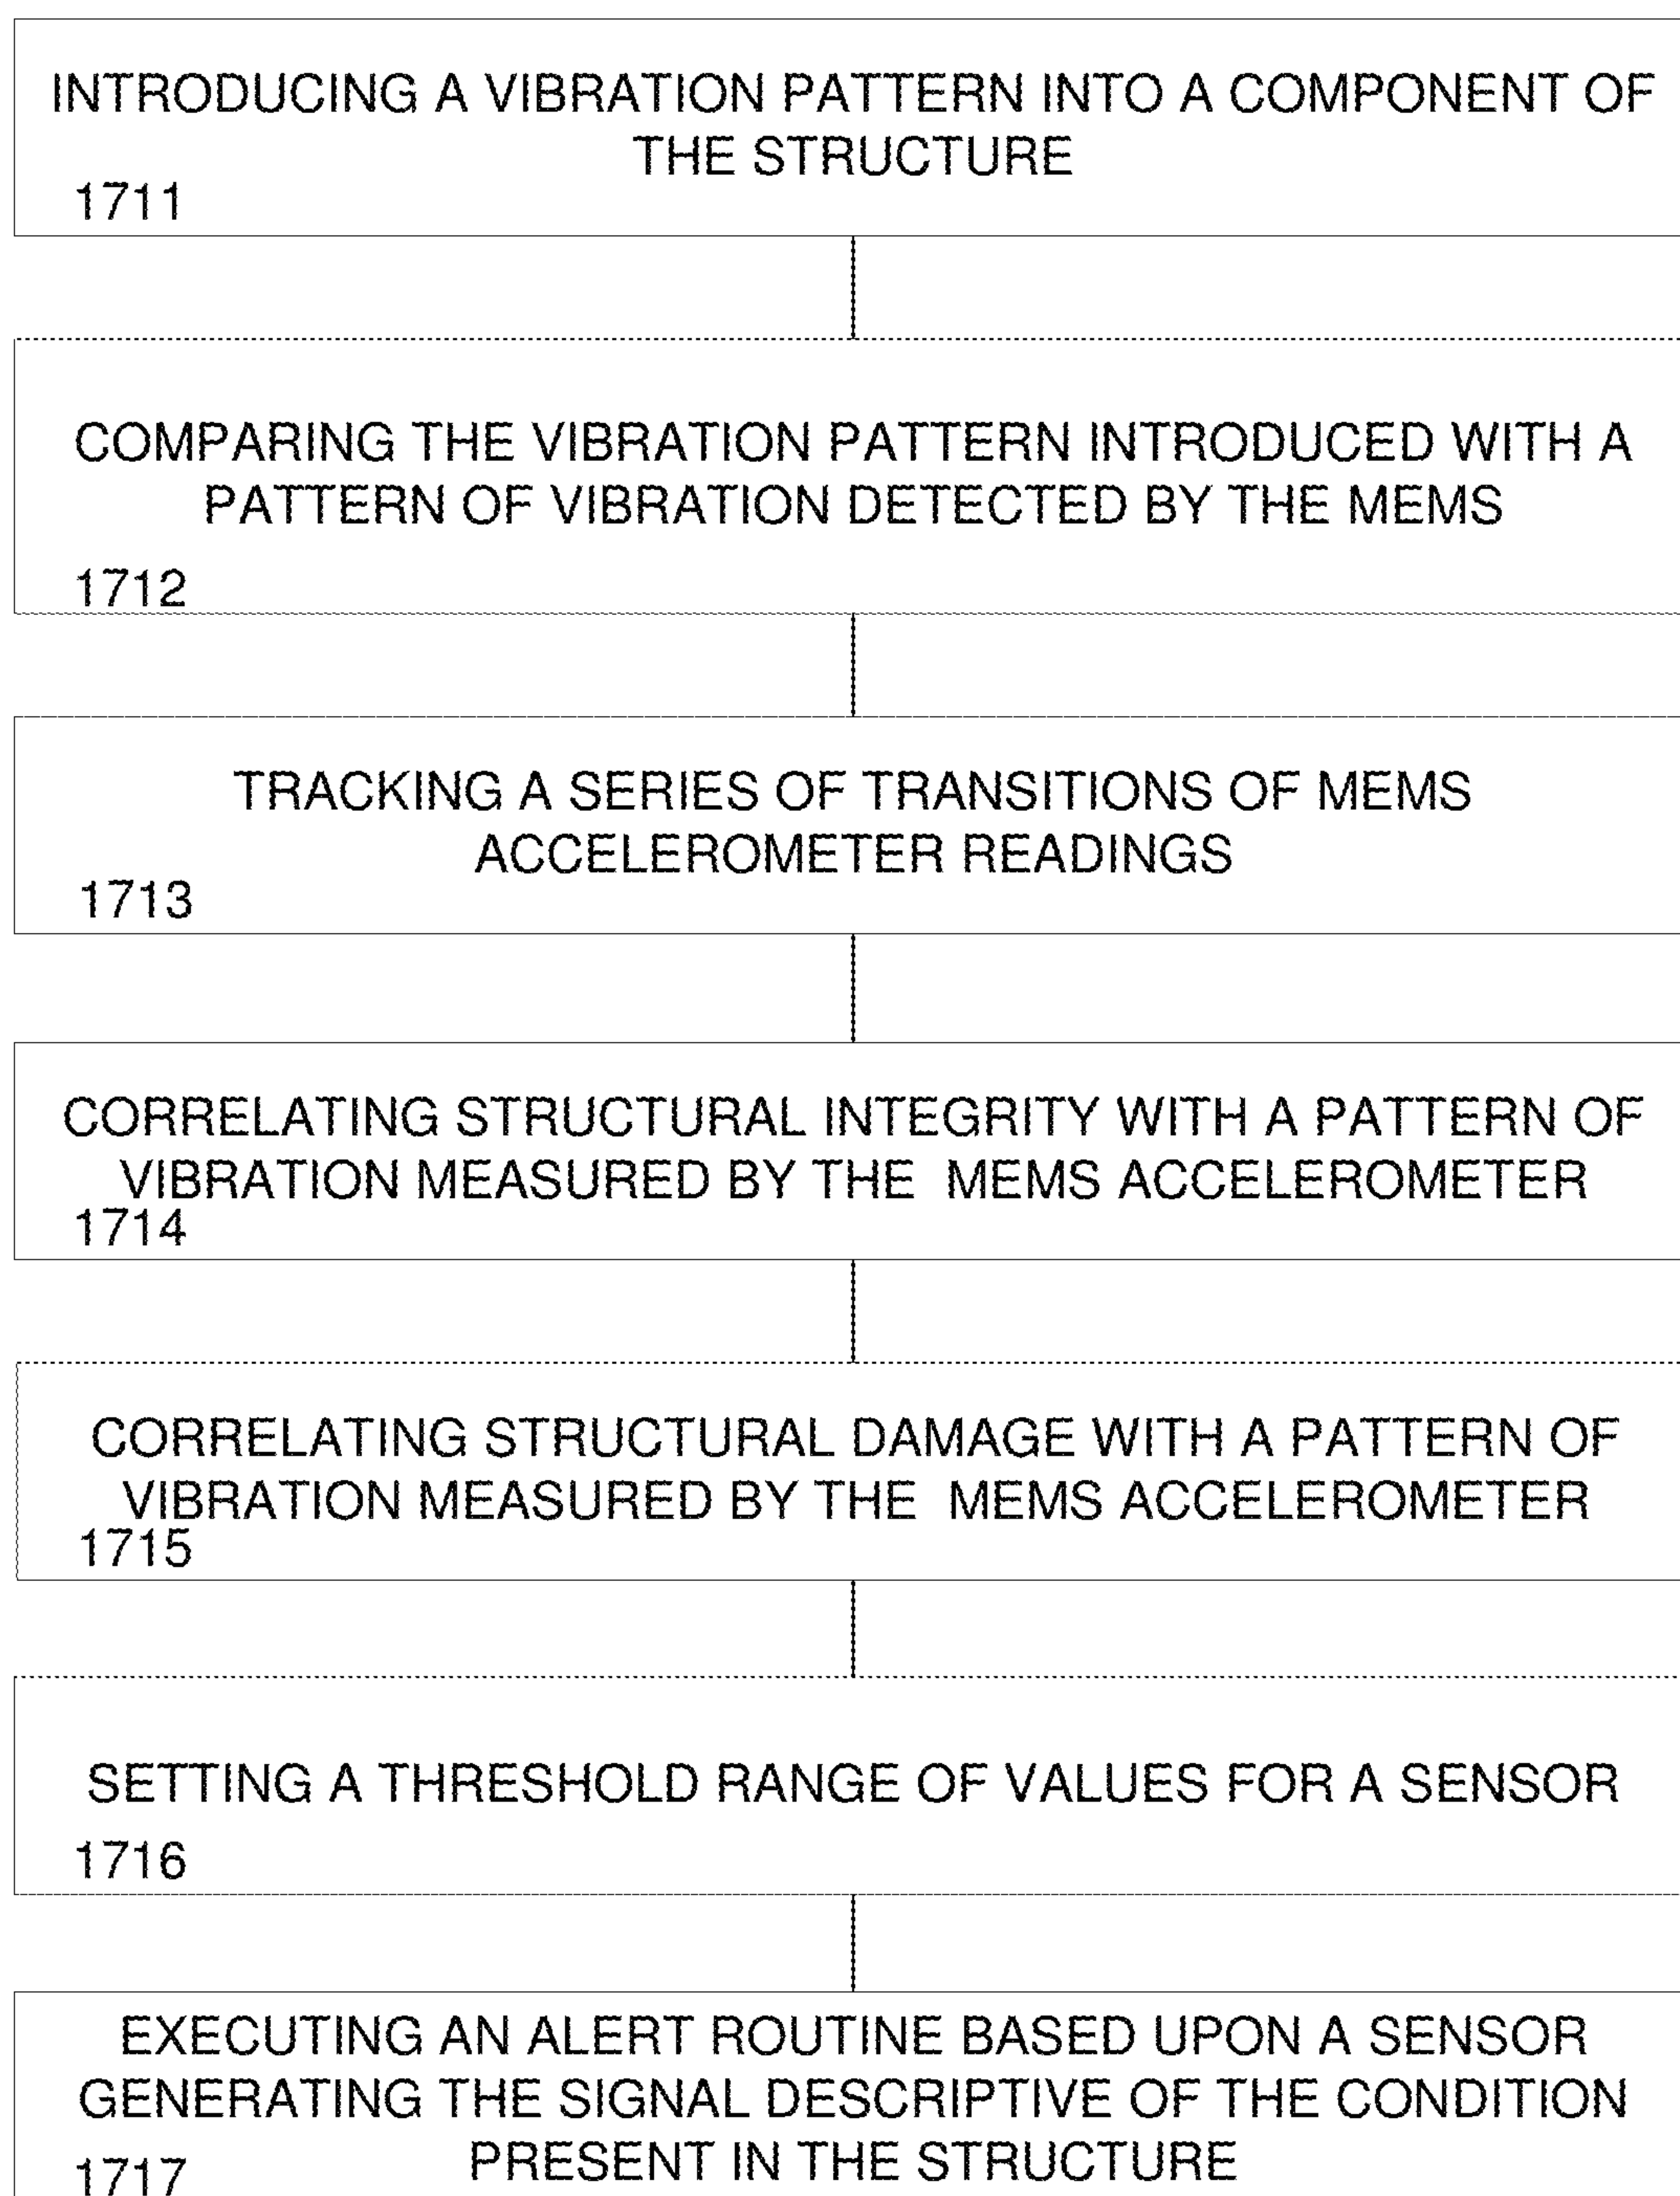 INTRODUCING A VIBRATION PATTERN INTO A COMPONENT OF
THE STRUCTURE
1711
COMPARING THE VIBRATION PATTERN INTRODUCED WITH A
PATTERN OF VIBRATION DETECTED BY THE MEMS
1712
TRACKING A SERIES OF TRANSITIONS OF MEMS
ACCELEROMETER READINGS
1713
CORRELATING STRUCTURAL INTEGRITY WITH A PATTERN OF
VIBRATION MEASURED BY THE MEMS ACCELEROMETER
1714
CORRELATING STRUCTURAL DAMAGE WITH A PATTERN OF
VIBRATION MEASURED BY THE MEMS ACCELEROMETER
1715
SETTING A THRESHOLD RANGE OF VALUES FOR A SENSOR
1716
EXECUTING AN ALERT ROUTINE BASED UPON A SENSOR
GENERATING THE SIGNAL DESCRIPTIVE OF THE CONDITION
PRESENT IN THE STRUCTURE
1717